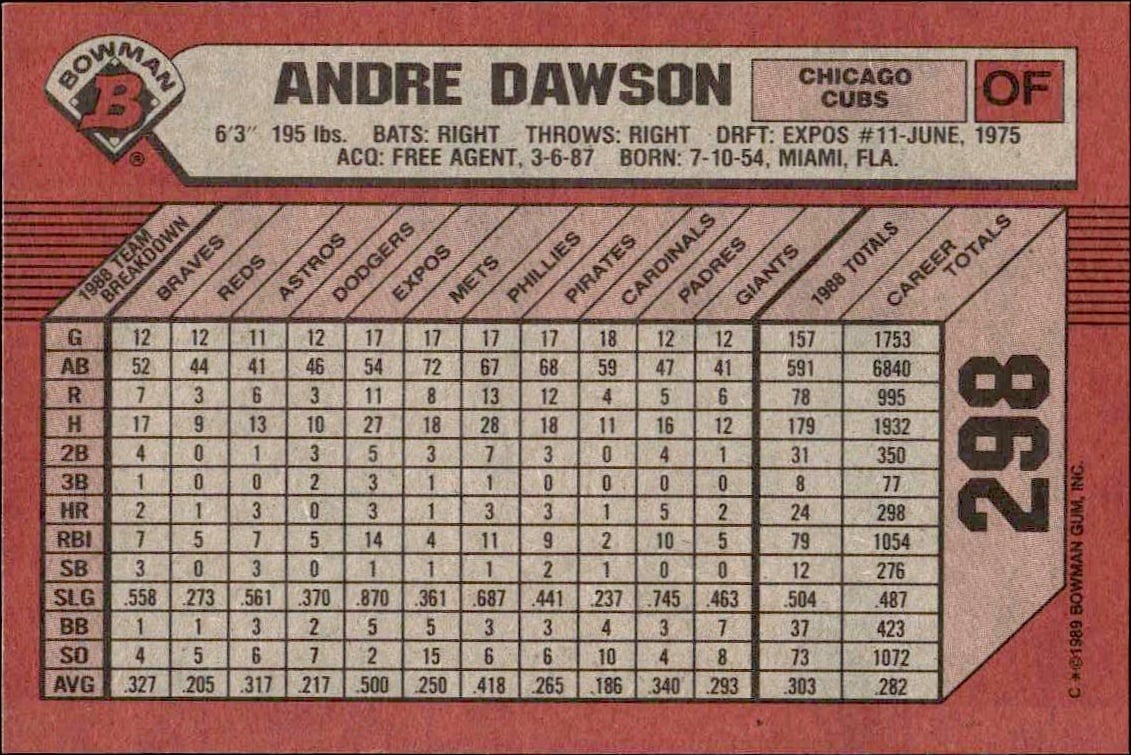 BOWMAN
B
®
ANDRE DAWSON
CHICAGO
CUBS
OF
6'3" 195 lbs. BATS: RIGHT THROWS: RIGHT DRFT: EXPOS #11-JUNE, 1975
ACQ: FREE AGENT, 3-6-87 BORN: 7-10-54, MIAMI, FLA.
1988 TEAM BREAKDOWN BRAVES REDS ASTROS DODGERS EXPOS METS PHILLIES PIRATES CARDINALS PADRES GIANTS 1988 TOTALS CAREER TOTALS
G 12 12 11 12 17 17 17 17 18 12 12 157 1753
AB 52 44 41 46 54 72 67 68 59 47 41 591 6840
R 7 3 6 3 11 8 13 12 4 5 6 78 995
H 17 9 13 10 27 18 28 18 11 16 12 179 1932
2B 4 0 1 3 5 3 7 3 0 4 1 31 350
3B 1 0 0 2 3 1 1 0 0 0 0 8 77
HR 2 1 3 0 3 1 3 3 1 5 2 24 298
RBI 7 5 7 5 14 4 11 9 2 10 5 79 1054
SB 3 0 3 0 1 1 1 2 1 0 0 12 276
SLG .558 .273 .561 .370 .870 .361 .687 .441 .237 .745 .463 .504 .487
BB 1 1 3 2 5 5 3 3 4 3 7 37 423
SO 4 5 6 7 2 15 6 6 10 4 8 73 1072
AVG .327 .205 .317 .217 .500 .250 .418 .265 .186 .340 .293 .303 .282
298
C *©1989 BOWMAN GUM, INC.